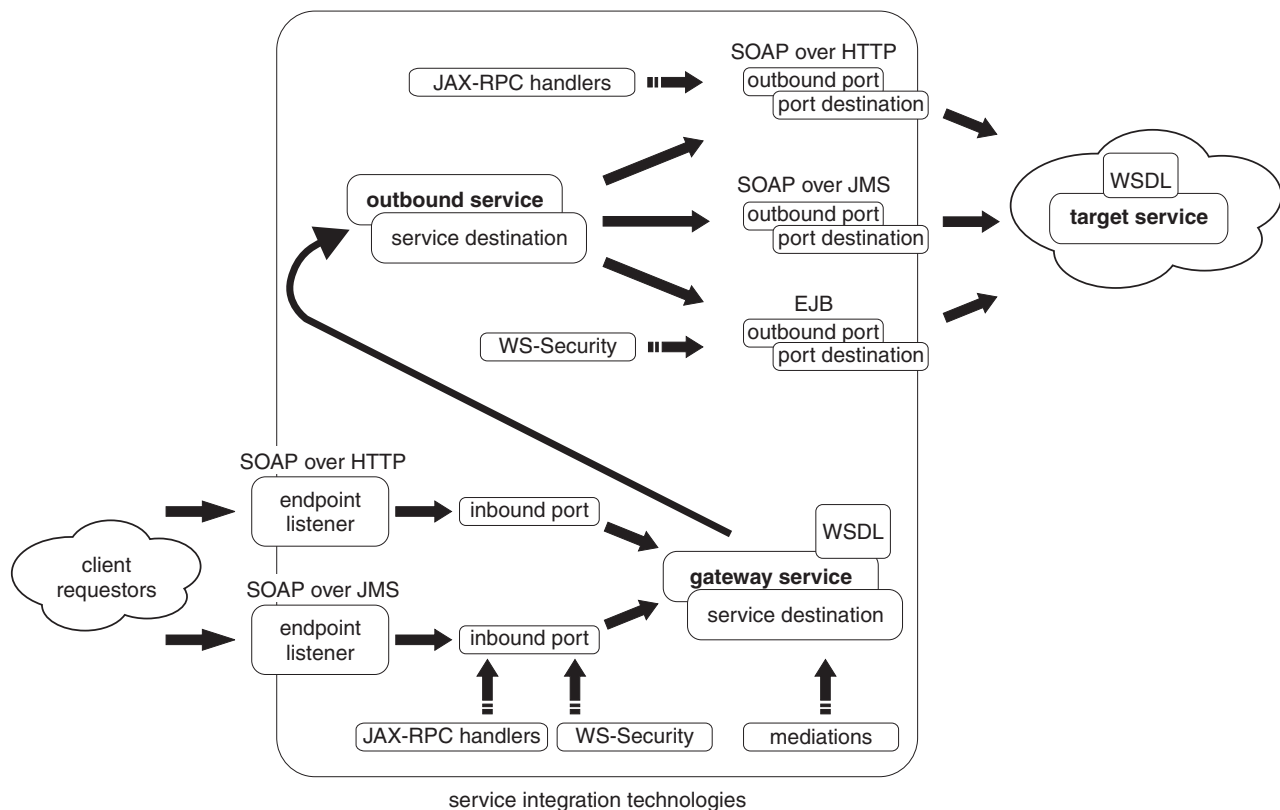 SOAP over HTTP
JAX-RPC handlers
outbound port
port destination
WSDL
target service
outbound service
service destination
SOAP over JMS
outbound port
port destination
EJB
outbound port
port destination
WS-Security
SOAP over HTTP
endpoint
listener
inbound port
WSDL
client
requestors
gateway service
service destination
SOAP over JMS
endpoint
listener
inbound port
JAX-RPC handlers
WS-Security
mediations
service integration technologies